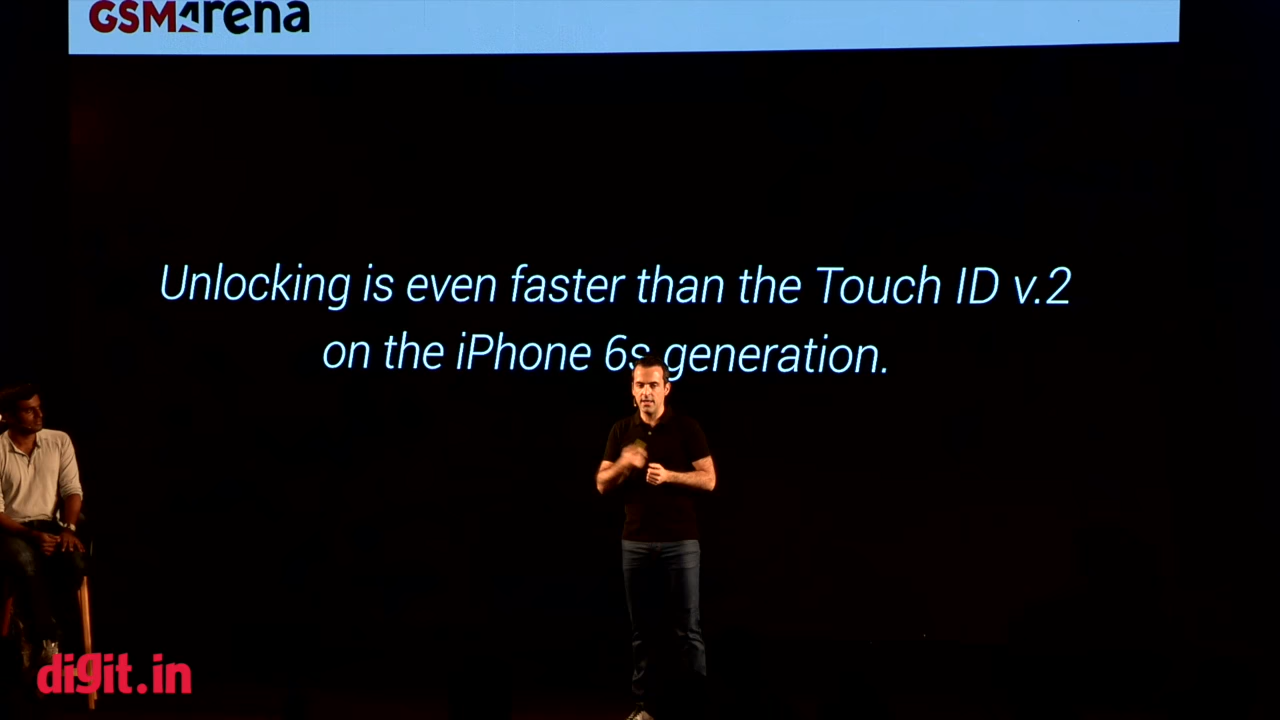 GSMArena
Unlocking is even faster than the Touch ID v.2
on the iPhone 6s generation.
digit.in